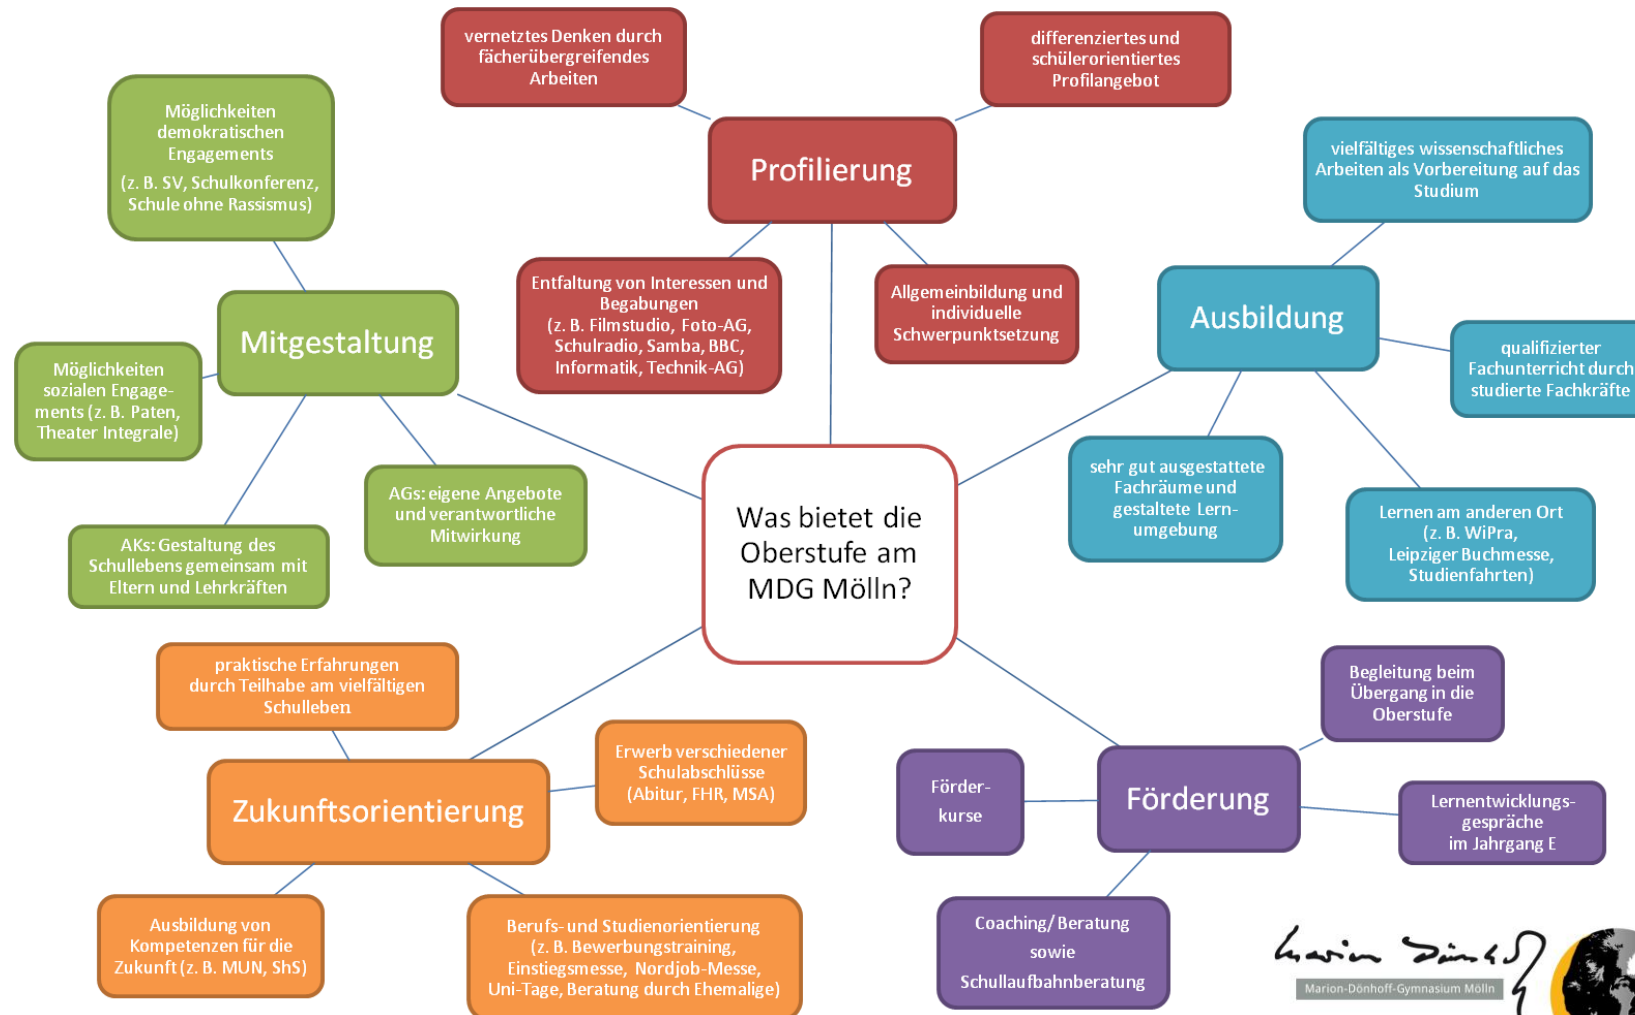 vernetztes Denken durch
fächerübergreifendes
Arbeiten
differenziertes und
schülerorientiertes
Profilangebot
Profilierung
Entfaltung von Interessen und
Begabungen
(z. B. Filmstudio, Foto-AG,
Schulradio, Samba, BBC,
Informatik, Technik-AG)
Allgemeinbildung und
individuelle
Schwerpunktsetzung
Möglichkeiten
demokratischen
Engagements
(z. B. SV, Schulkonferenz,
Schule ohne Rassismus)
Mitgestaltung
Möglichkeiten
sozialen Engage-
ments (z. B. Paten,
Theater Integrale)
AGs: eigene Angebote
und verantwortliche
Mitwirkung
AKs: Gestaltung des
Schullebens gemeinsam mit
Eltern und Lehrkräften
vielfältiges wissenschaftliches
Arbeiten als Vorbereitung auf das
Studium
Ausbildung
qualifizierter
Fachunterricht durch
studierte Fachkräfte
sehr gut ausgestattete
Fachräume und
gestaltete Lern-
umgebung
Lernen am anderen Ort
(z. B. WiPra,
Leipziger Buchmesse,
Studienfahrten)
Was bietet die
Oberstufe am
MDG Mölln?
praktische Erfahrungen
durch Teilhabe am vielfältigen
Schulleben
Erwerb verschiedener
Schulabschlüsse
(Abitur, FHR, MSA)
Zukunftsorientierung
Ausbildung von
Kompetenzen für die
Zukunft (z. B. MUN, ShS)
Berufs- und Studienorientierung
(z. B. Bewerbungstraining,
Einstiegsmesse, Nordjob-Messe,
Uni-Tage, Beratung durch Ehemalige)
Begleitung beim
Übergang in die
Oberstufe
Förder-
kurse
Förderung
Lernentwicklungs-
gespräche
im Jahrgang E
Coaching/ Beratung
sowie
Schullaufbahnberatung
Marion Dönhoff
Marion-Dönhoff-Gymnasium Mölln